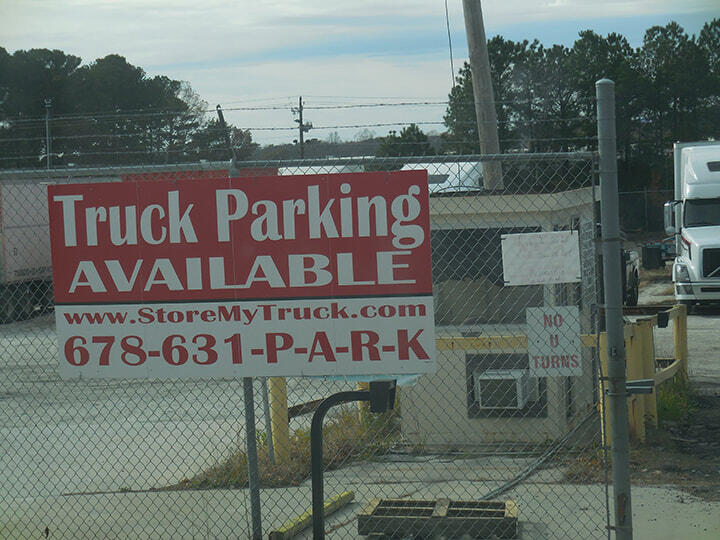 Truck Parking
AVAILABLE
www.StoreMyTruck.com
678-631-P-A-R-K
NO
U
TURNS